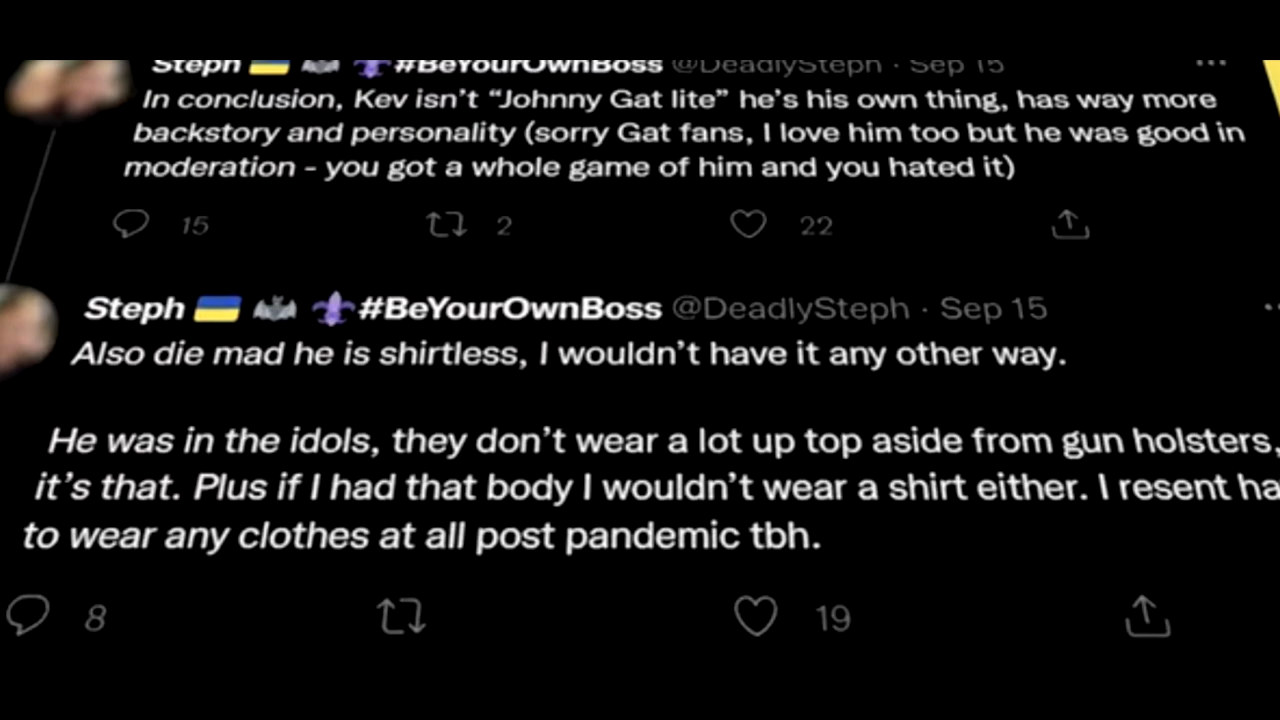 Steph 🇺🇦 🦇 ⚜️ #BeYourOwnBoss @DeadlySteph · Sep 15
In conclusion, Kev isn’t “Johnny Gat lite” he’s his own thing, has way more
backstory and personality (sorry Gat fans, I love him too but he was good in
moderation - you got a whole game of him and you hated it)
15 2 22
Steph 🇺🇦 🦇 ⚜️ #BeYourOwnBoss @DeadlySteph · Sep 15
Also die mad he is shirtless, I wouldn’t have it any other way.
He was in the idols, they don’t wear a lot up top aside from gun holsters,
it’s that. Plus if I had that body I wouldn’t wear a shirt either. I resent ha
to wear any clothes at all post pandemic tbh.
8 19